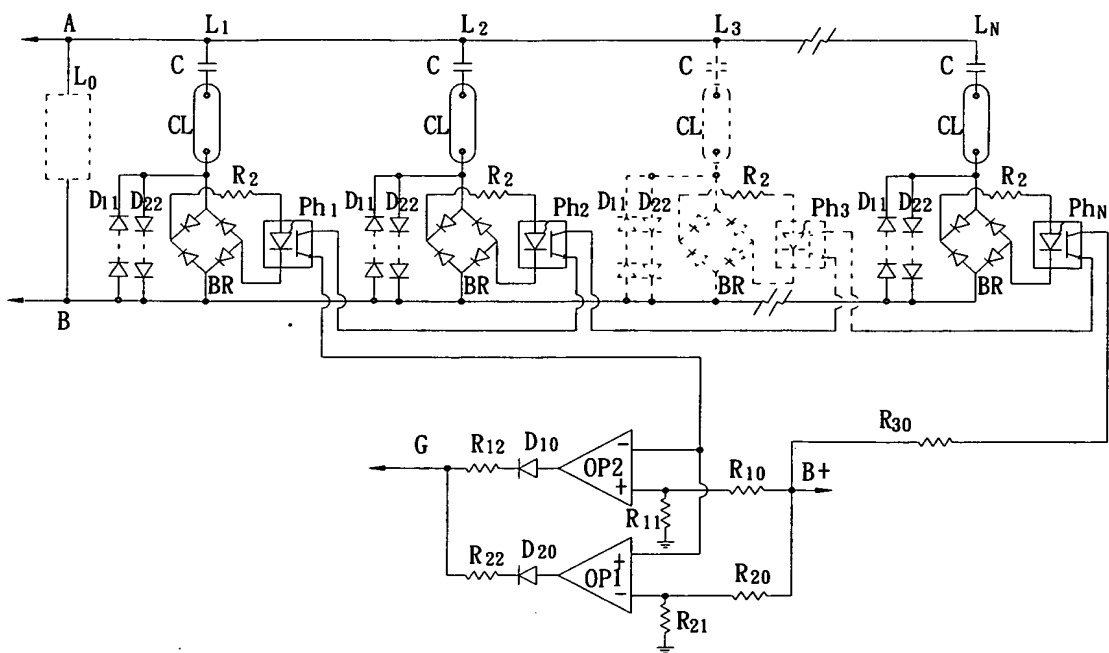 A L1 L2 L3 LN
C C C C
L0
CL CL CL CL
R2 R2 R2 R2
D11 D22 Ph1 D11 D22 Ph2 D11 D22 Ph3 D11 D22 PhN
BR BR BR BR
B
R30
G R12 D10 OP2 − + R10 B+
R11
R22 D20 OP1 + − R20
R21